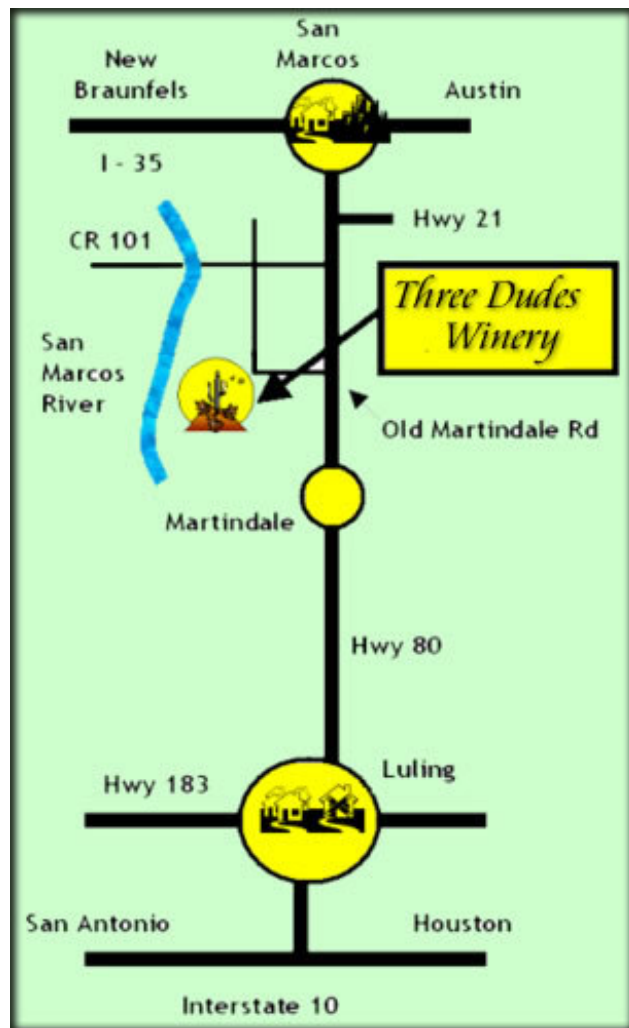 San
Marcos
New
Braunfels
Austin
I - 35
Hwy 21
CR 101
Three Dudes
Winery
San
Marcos
River
Old Martindale Rd
Martindale
Hwy 80
Luling
Hwy 183
San Antonio
Houston
Interstate 10